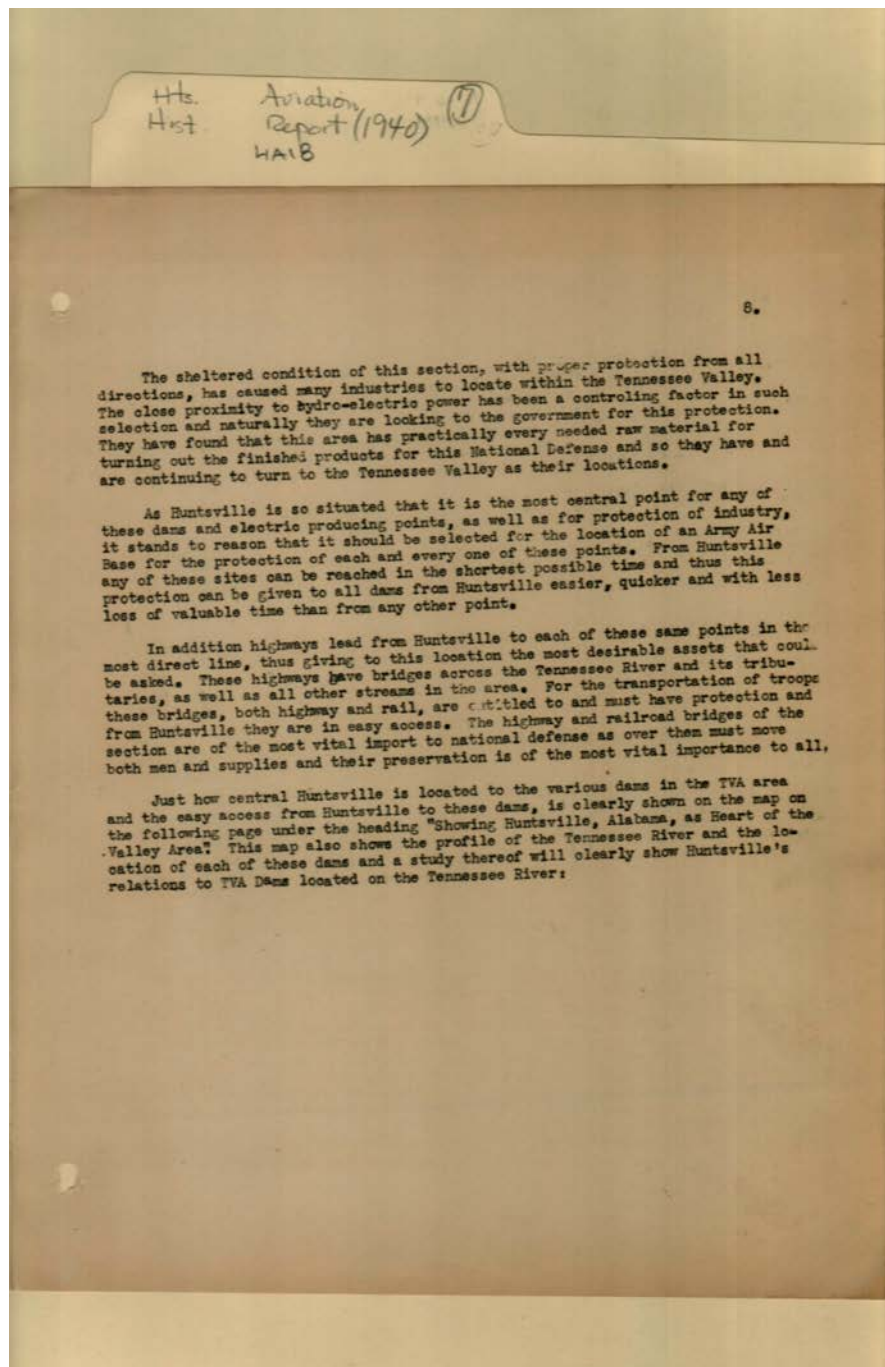 Hts. Aviation (7)
Hist Report (1940)
HAIB
8.
The sheltered condition of this section, with proper protection from all
directions, has caused many industries to locate within the Tennessee Valley.
The close proximity to hydro-electric power has been a controling factor in such
selection and naturally they are looking to the government for this protection.
They have found that this area has practically every needed raw material for
turning out the finished products for this National Defense and so they have and
are continuing to turn to the Tennessee Valley as their locations.
As Huntsville is so situated that it is the most central point for any of
these dams and electric producing points, as well as for protection of industry,
it stands to reason that it should be selected for the location of an Army Air
Base for the protection of each and every one of these points. From Huntsville
any of these sites can be reached in the shortest possible time and thus this
protection can be given to all dams from Huntsville easier, quicker and with less
loss of valuable time than from any other point.
In addition highways lead from Huntsville to each of these same points in the
most direct line, thus giving to this location the most desirable assets that coul
be asked. These highways have bridges across the Tennessee River and its tribu-
taries, as well as all other streams in the area. For the transportation of troops
these bridges, both highway and rail, are entitled to and must have protection and
from Huntsville they are in easy access. The highway and railroad bridges of the
section are of the most vital import to national defense as over them must move
both men and supplies and their preservation is of the most vital importance to all.
Just how central Huntsville is located to the various dams in the TVA area
and the easy access from Huntsville to these dams, is clearly shown on the map on
the following page under the heading "Showing Huntsville, Alabama, as Heart of the
Valley Area". This map also shows the profile of the Tennessee River and the lo-
cation of each of these dams and a study thereof will clearly show Huntsville's
relations to TVA Dams located on the Tennessee River: